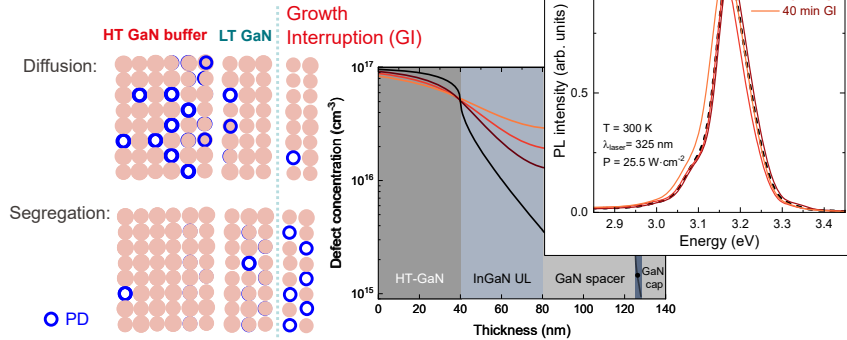 HT GaN buffer
LT GaN
Growth
Interruption (GI)
Diffusion:
Segregation:
PD
Defect concentration (cm⁻³)
10¹⁷
10¹⁶
10¹⁵
HT-GaN
InGaN UL
GaN spacer
GaN
cap
0 20 40 60 80 100 120 140
Thickness (nm)
40 min GI
PL intensity (arb. units)
0.5
0.0
T = 300 K
λlaser= 325 nm
P = 25.5 W·cm⁻²
2.9 3.0 3.1 3.2 3.3 3.4
Energy (eV)